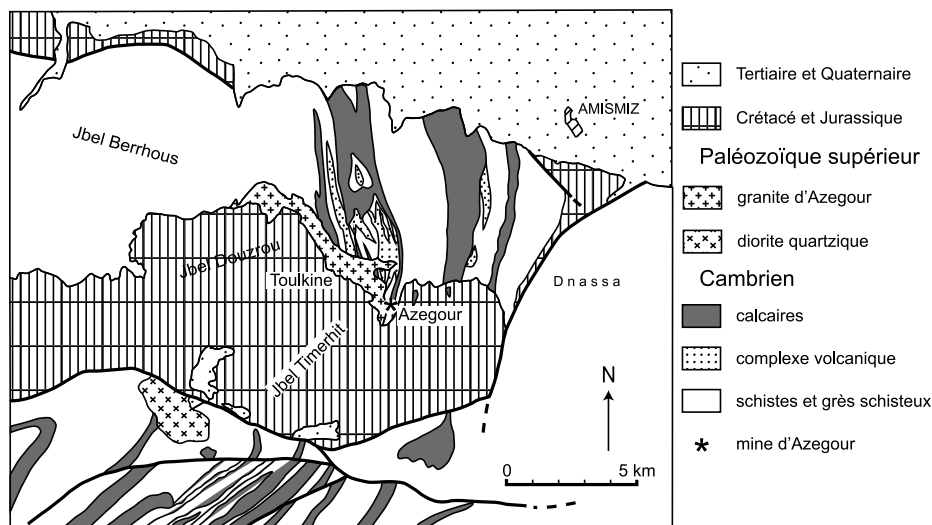 Jbel Berrhous
AMISMIZ
Jbel Douzrou
Toulkine
Dnassa
Azegour
Jbel Timerhit
N
0 5 km
Tertiaire et Quaternaire
Crétacé et Jurassique
Paléozoïque supérieur
granite d'Azegour
diorite quartzique
Cambrien
calcaires
complexe volcanique
schistes et grès schisteux
mine d'Azegour